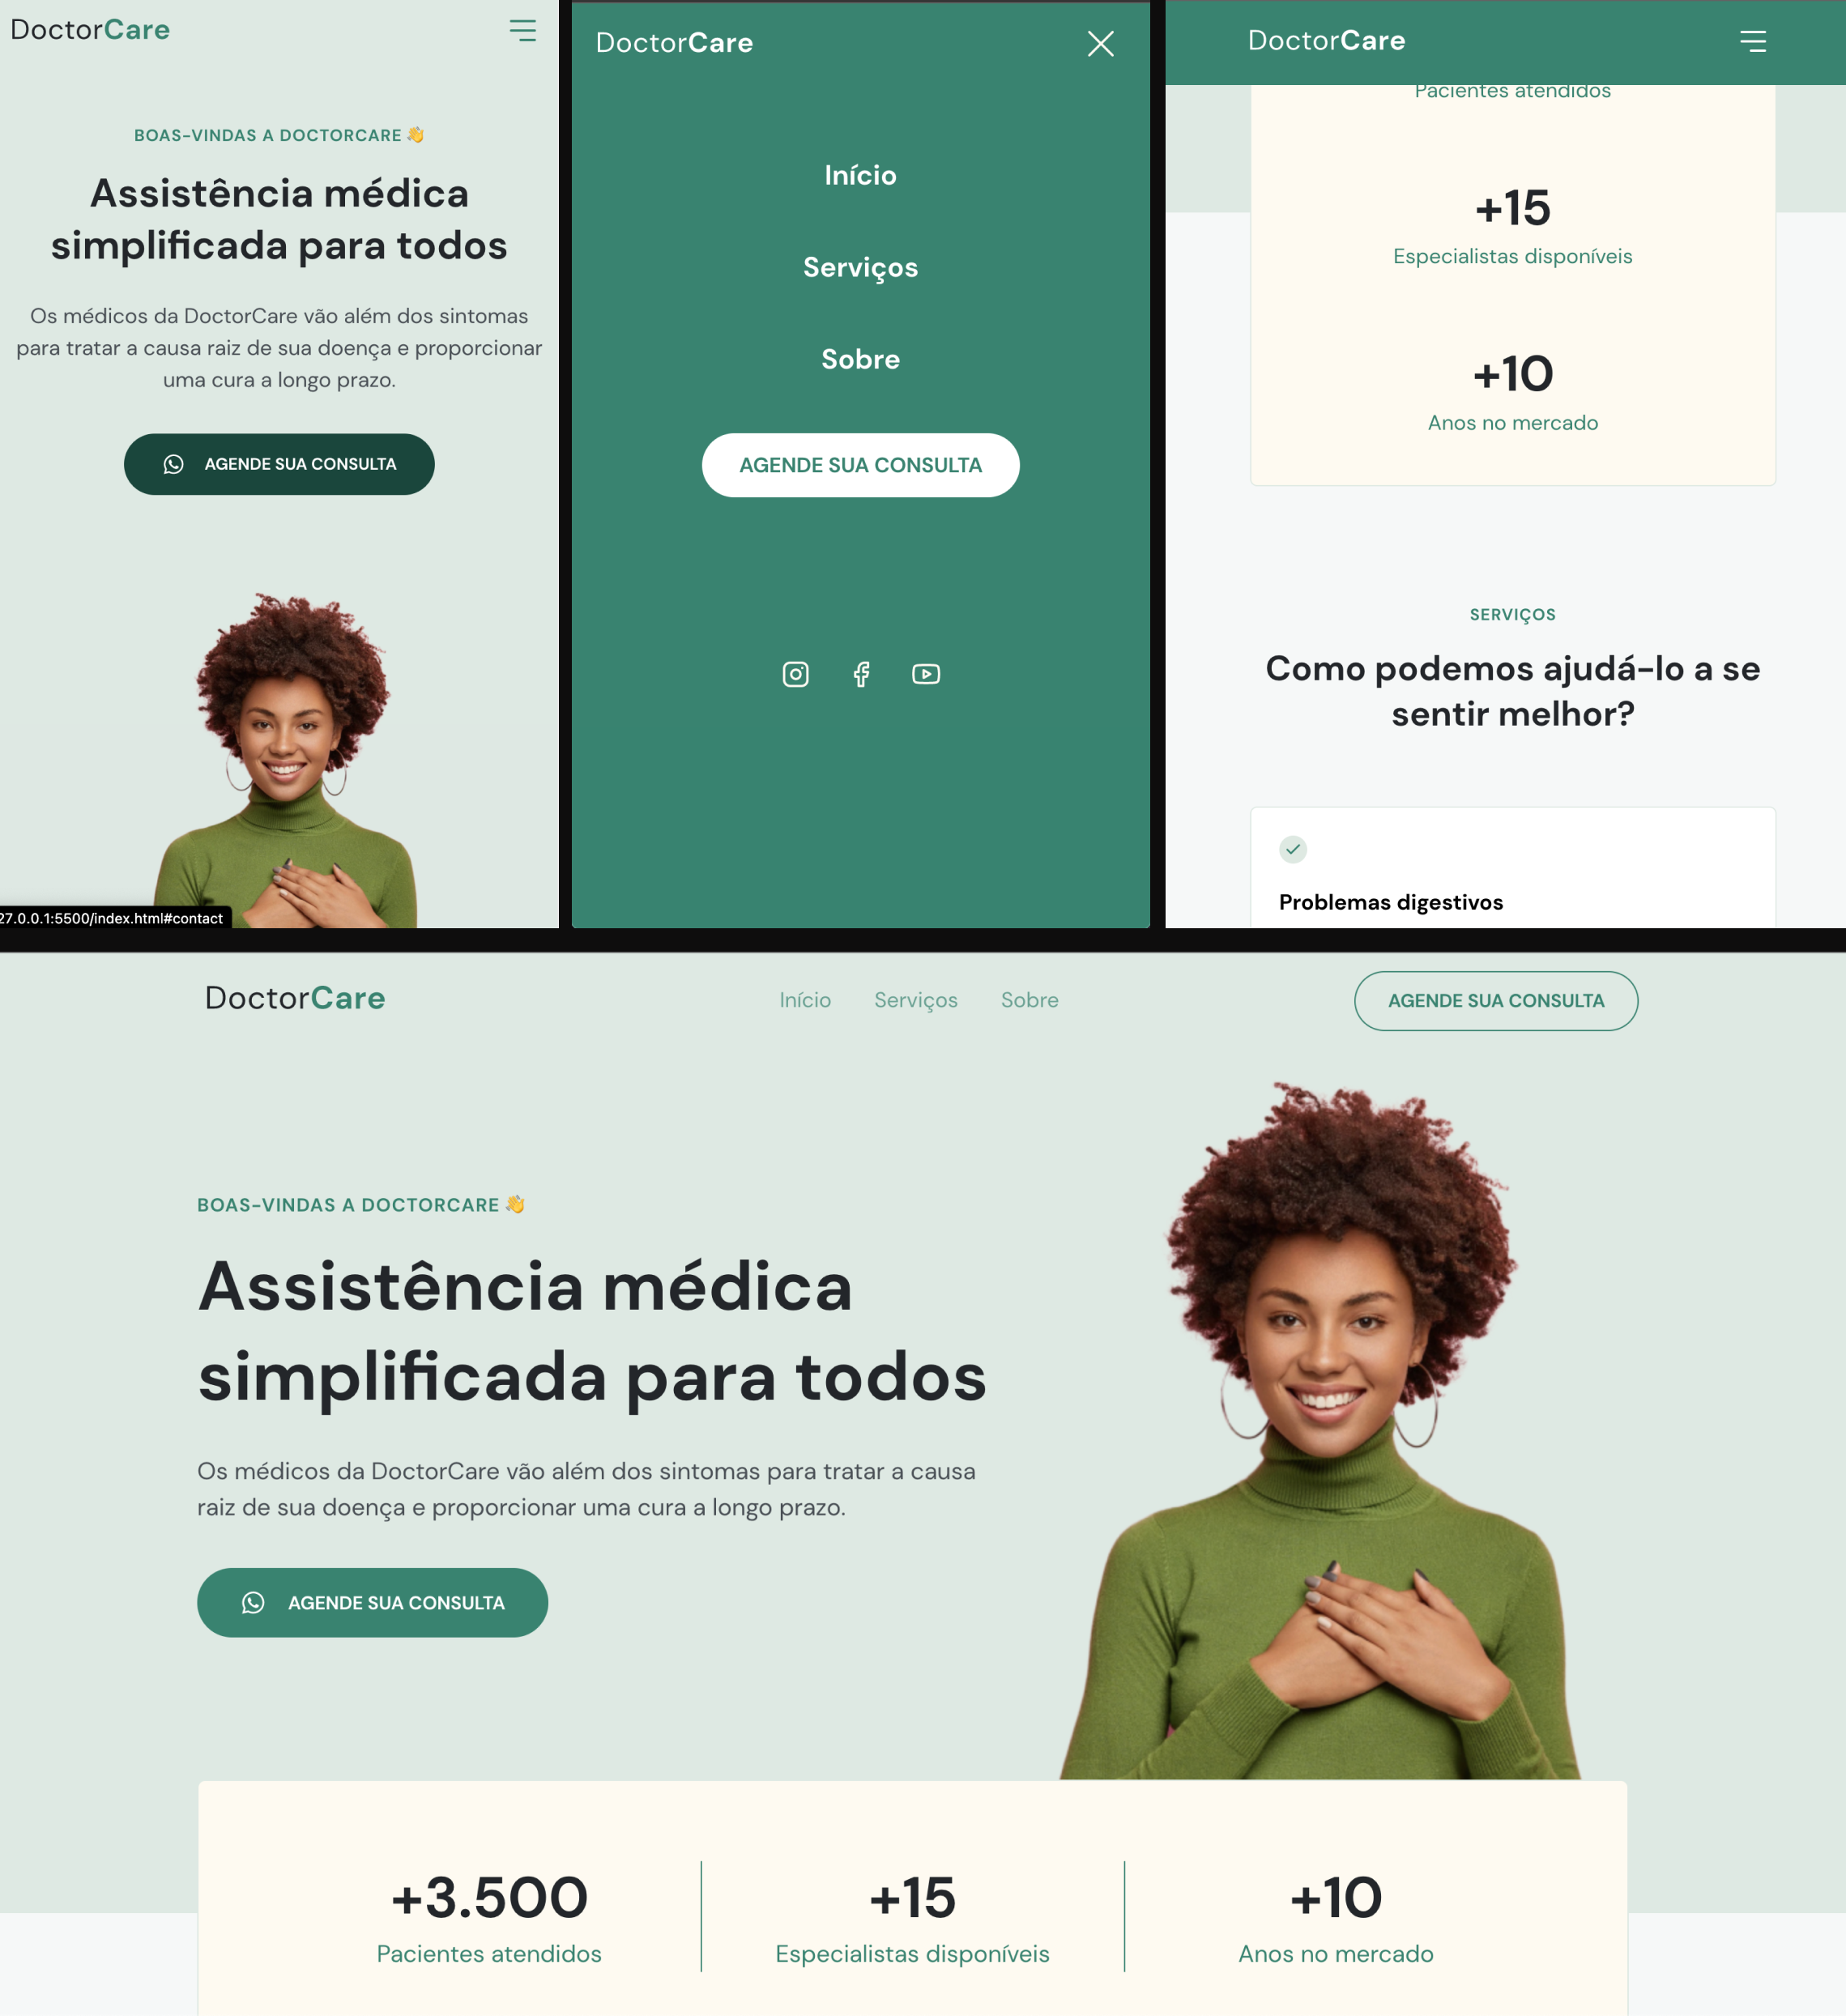 DoctorCare
BOAS-VINDAS A DOCTORCARE 👋
Assistência médica
simplificada para todos
Os médicos da DoctorCare vão além dos sintomas
para tratar a causa raiz de sua doença e proporcionar
uma cura a longo prazo.
AGENDE SUA CONSULTA
27.0.0.1:5500/index.html#contact
DoctorCare
Início
Serviços
Sobre
AGENDE SUA CONSULTA
DoctorCare
Pacientes atendidos
+15
Especialistas disponíveis
+10
Anos no mercado
SERVIÇOS
Como podemos ajudá-lo a se
sentir melhor?
Problemas digestivos
DoctorCare
Início Serviços Sobre
AGENDE SUA CONSULTA
BOAS-VINDAS A DOCTORCARE 👋
Assistência médica
simplificada para todos
Os médicos da DoctorCare vão além dos sintomas para tratar a causa
raiz de sua doença e proporcionar uma cura a longo prazo.
AGENDE SUA CONSULTA
+3.500
Pacientes atendidos
+15
Especialistas disponíveis
+10
Anos no mercado